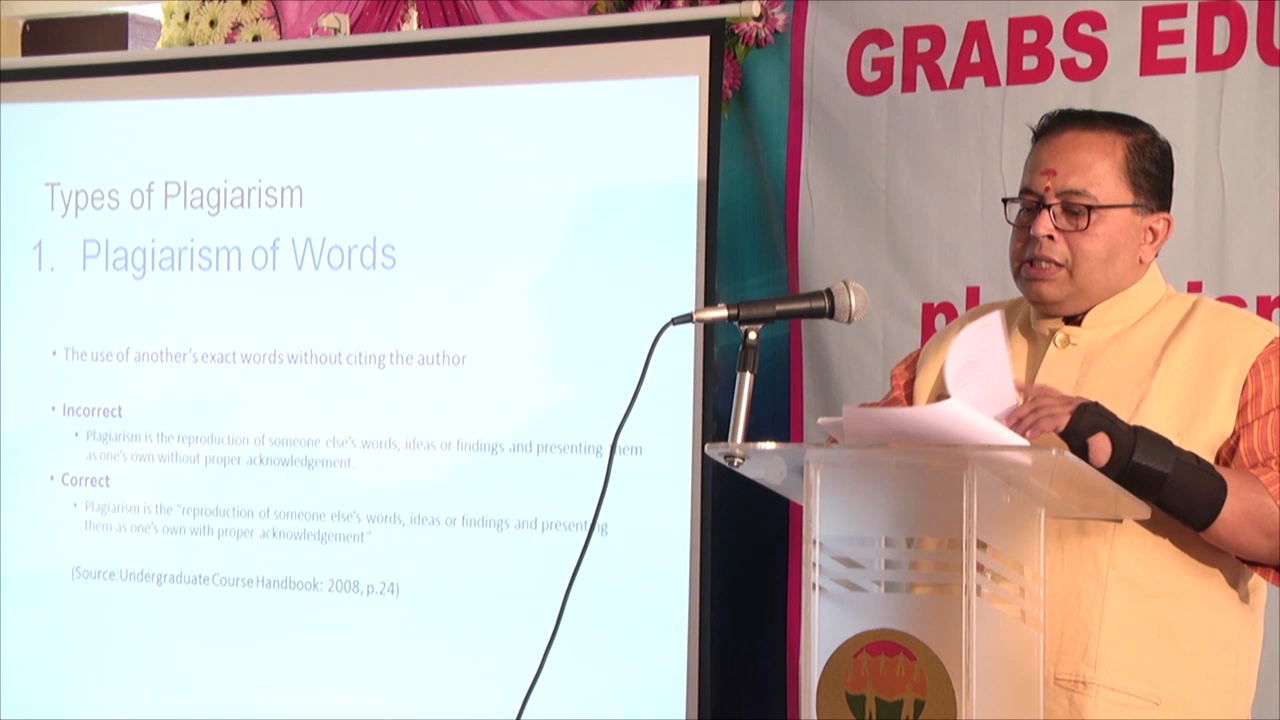 Types of Plagiarism
1. Plagiarism of Words
• The use of another's exact words without citing the author
• Incorrect
• Plagiarism is the reproduction of someone else's words, ideas or findings and presenting them
as one's own without proper acknowledgement.
• Correct
• Plagiarism is the "reproduction of someone else's words, ideas or findings and presenting
them as one's own with proper acknowledgement"
(Source:Undergraduate Course Handbook: 2008, p.24)
GRABS EDU